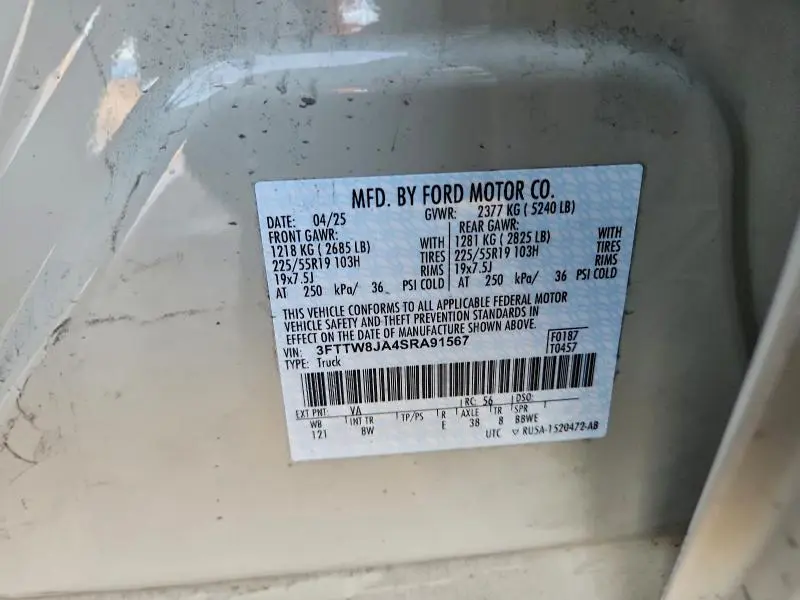 MFD. BY FORD MOTOR CO.
DATE: 04/25 GVWR: 2377 KG ( 5240 LB)
FRONT GAWR: REAR GAWR:
1218 KG ( 2685 LB) WITH 1281 KG ( 2825 LB) WITH
225/55R19 103H TIRES 225/55R19 103H TIRES
19x7.5J RIMS 19x7.5J RIMS
AT 250 kPa/ 36 PSI COLD AT 250 kPa/ 36 PSI COLD
THIS VEHICLE CONFORMS TO ALL APPLICABLE FEDERAL MOTOR
VEHICLE SAFETY AND THEFT PREVENTION STANDARDS IN
EFFECT ON THE DATE OF MANUFACTURE SHOWN ABOVE.
VIN: 3FTTW8JA4SRA91567 F0187
TYPE: Truck T0457
EXT PNT: VA RC: 56 DSO:
WB INT TR TP/PS R AXLE TR SPR
121 BW E 38 8 BBWE
UTC RU5A-1520472-AB